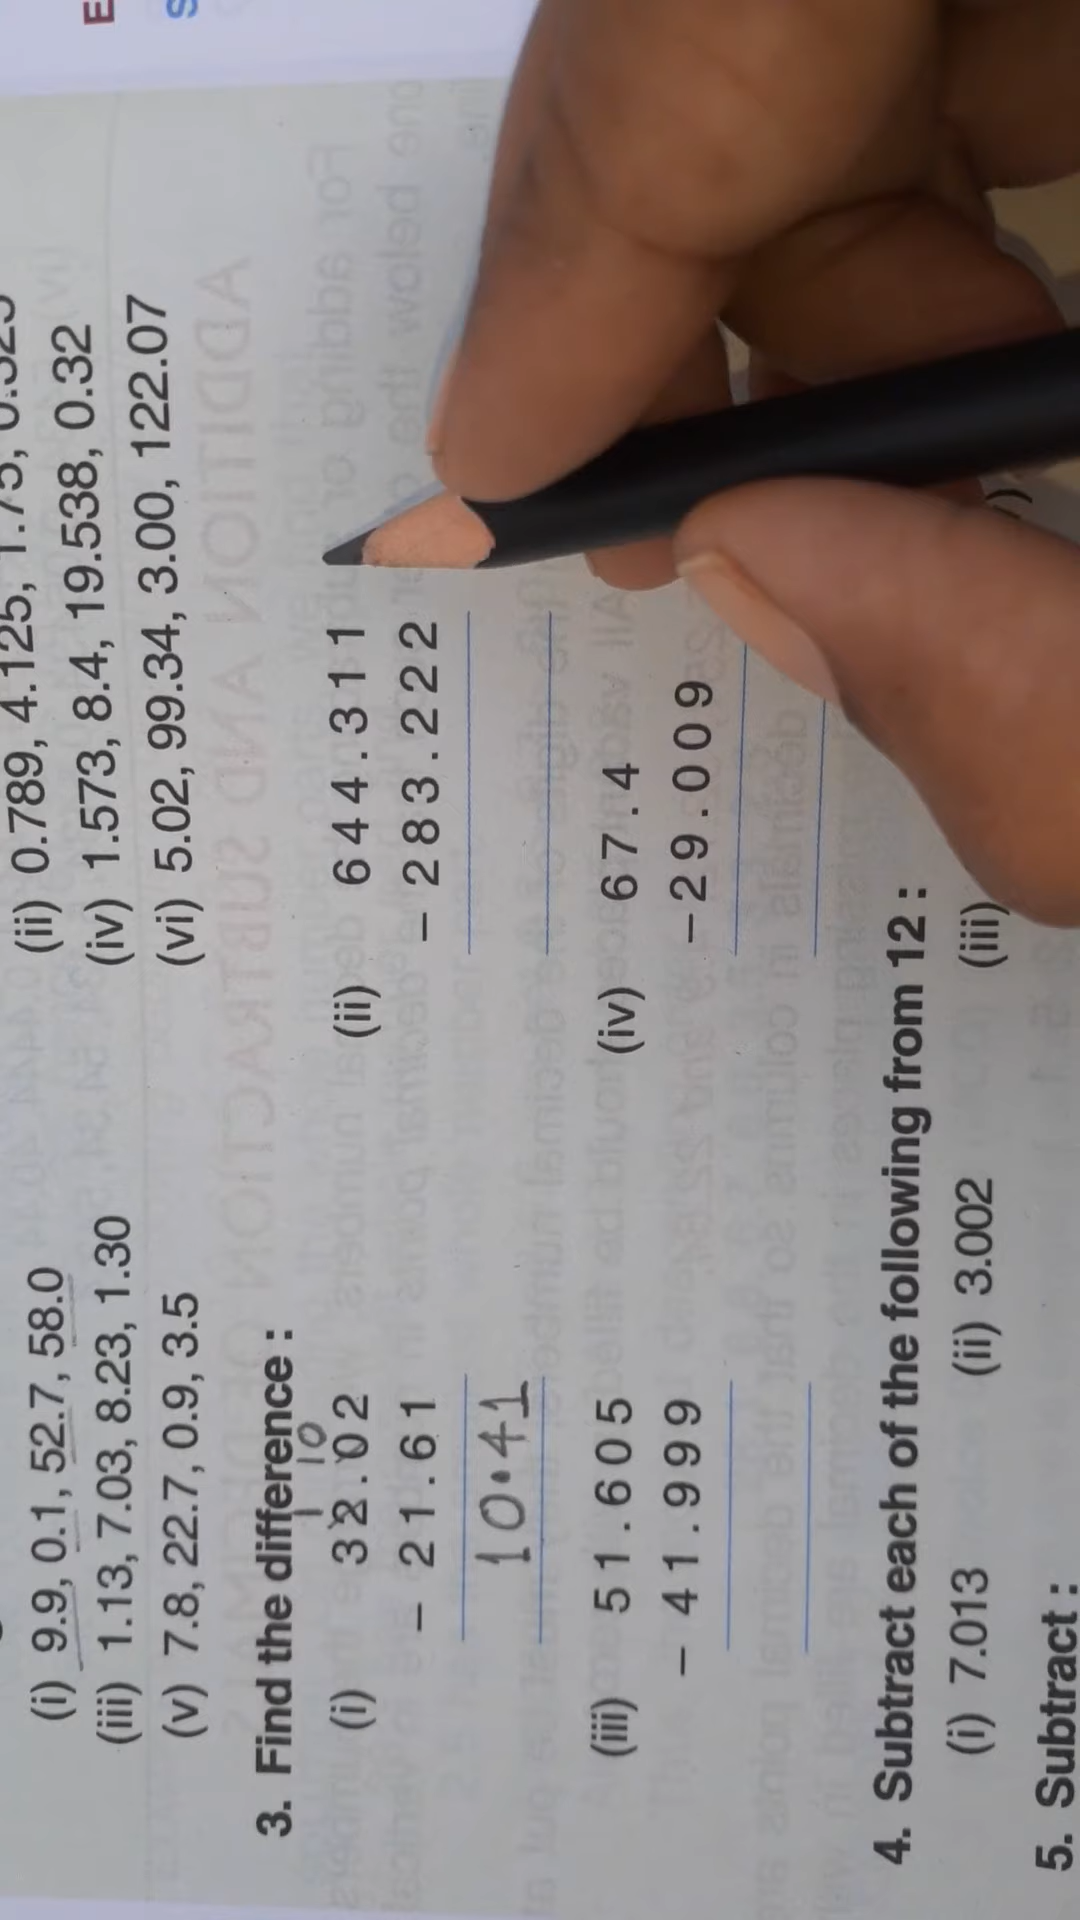 E
S
(i) 9.9, 0.1, 52.7, 58.0 (ii) 0.789, 4.125, 1.75,
(iii) 1.13, 7.03, 8.23, 1.30 (iv) 1.573, 8.4, 19.538, 0.32
(v) 7.8, 22.7, 0.9, 3.5 (vi) 5.02, 99.34, 3.00, 122.07
3. Find the difference :
1 10
(i) 32.02 (ii) 644.311
– 21.61 – 283.222
10.41
(iii) 51.605 (iv) 67.4
– 41.999 –29.009
4. Subtract each of the following from 12 :
(i) 7.013 (ii) 3.002 (iii)
5. Subtract :